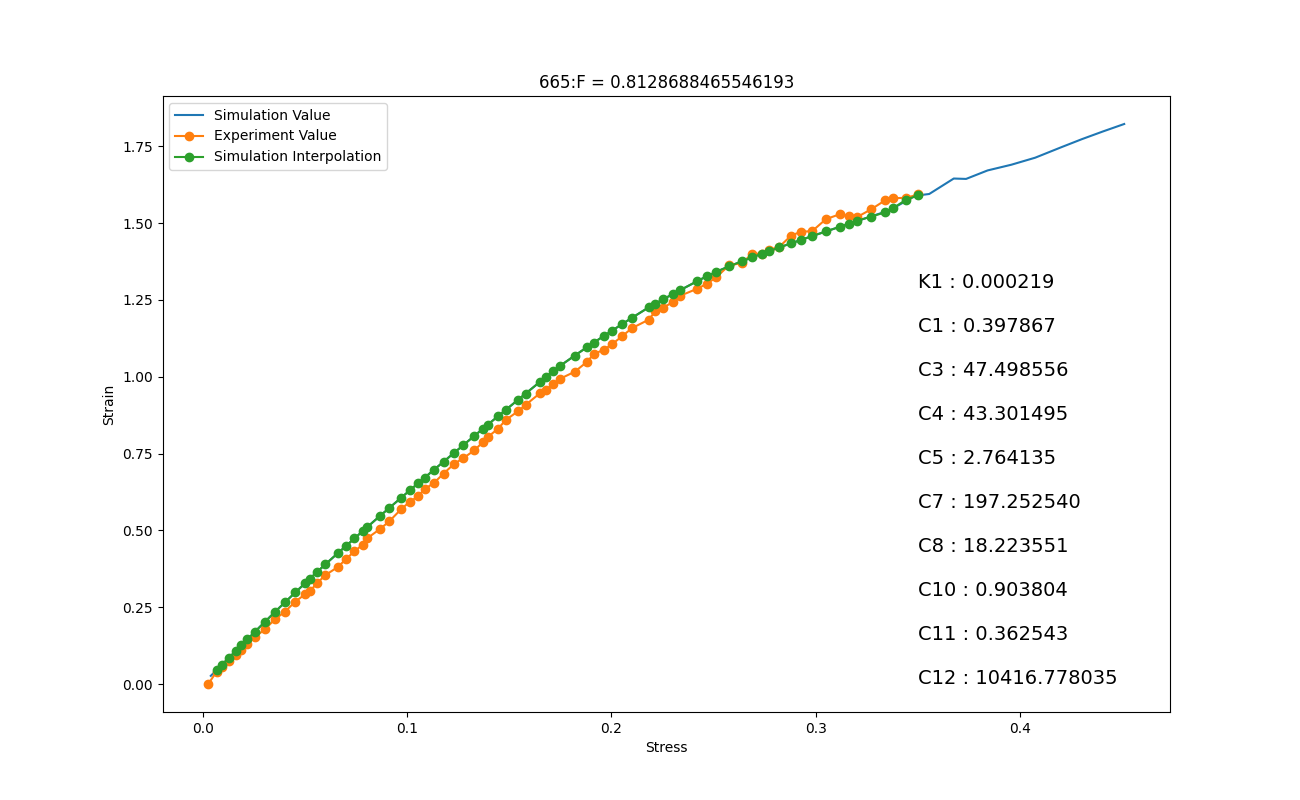 665:F = 0.8128688465546193
Simulation Value
Experiment Value
Simulation Interpolation
1.75
1.50
1.25
1.00
0.75
0.50
0.25
0.00
Strain
K1 : 0.000219
C1 : 0.397867
C3 : 47.498556
C4 : 43.301495
C5 : 2.764135
C7 : 197.252540
C8 : 18.223551
C10 : 0.903804
C11 : 0.362543
C12 : 10416.778035
0.0 0.1 0.2 0.3 0.4
Stress